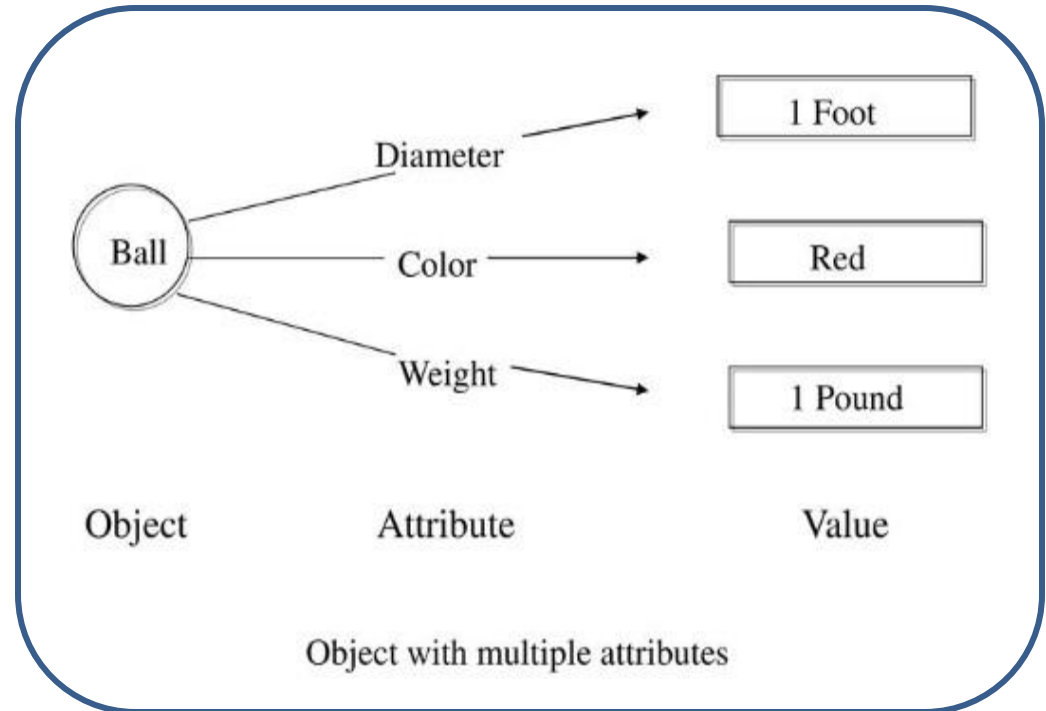 1 Foot
Diameter
Ball
Color
Red
Weight
1 Pound
Object Attribute Value
Object with multiple attributes